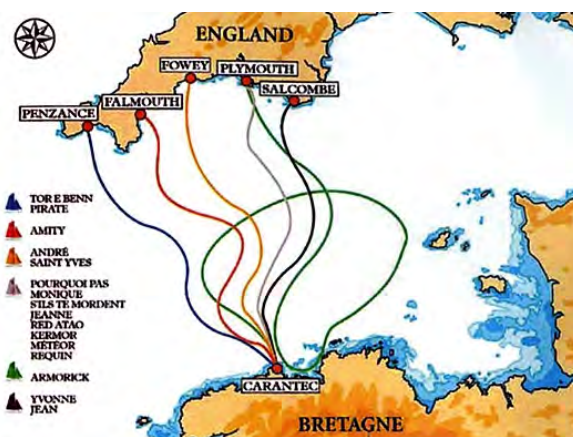 ENGLAND
FOWEY
PLYMOUTH
SALCOMBE
FALMOUTH
PENZANCE
TOR E BENN
PIRATE
AMITY
ANDRÉ
SAINT YVES
POURQUOI PAS
MONIQUE
S'ILS TE MORDENT
JEANNE
RED ATAO
KERMOR
MÉTÉOR
REQUIN
ARMORICK
YVONNE
JEAN
CARANTEC
BRETAGNE